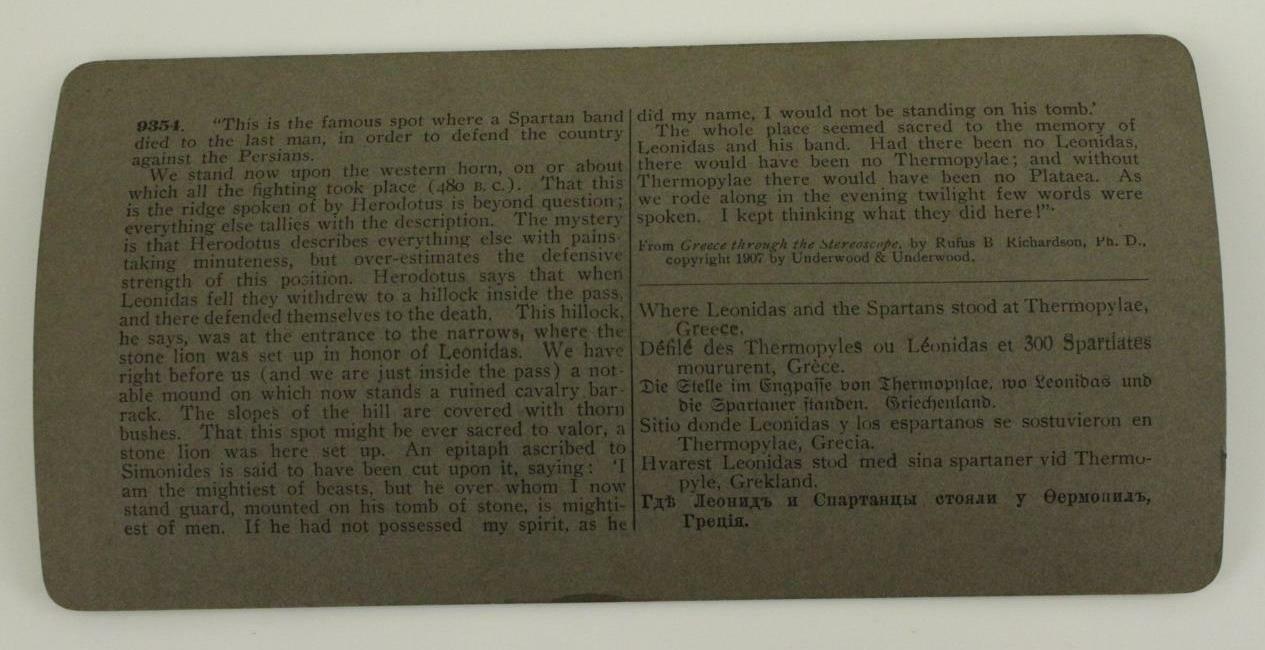 9354. "This is the famous spot where a Spartan band
died to the last man, in order to defend the country
against the Persians.
We stand now upon the western horn, on or about
which all the fighting took place (480 B. C.). That this
is the ridge spoken of by Herodotus is beyond question;
everything else tallies with the description. The mystery
is that Herodotus describes everything else with pains-
taking minuteness, but over-estimates the defensive
strength of this position. Herodotus says that when
Leonidas fell they withdrew to a hillock inside the pass,
and there defended themselves to the death. This hillock,
he says, was at the entrance to the narrows, where the
stone lion was set up in honor of Leonidas. We have
right before us (and we are just inside the pass) a not-
able mound on which now stands a ruined cavalry bar-
rack. The slopes of the hill are covered with thorn
bushes. That this spot might be ever sacred to valor, a
stone lion was here set up. An epitaph ascribed to
Simonides is said to have been cut upon it, saying: 'I
am the mightiest of beasts, but he over whom I now
stand guard, mounted on his tomb of stone, is mighti-
est of men. If he had not possessed my spirit, as he
did my name, I would not be standing on his tomb.'
The whole place seemed sacred to the memory of
Leonidas and his band. Had there been no Leonidas,
there would have been no Thermopylae; and without
Thermopylae there would have been no Plataea. As
we rode along in the evening twilight few words were
spoken. I kept thinking what they did here!"
From Greece through the Stereoscope, by Rufus B Richardson, Ph. D.,
copyright 1907 by Underwood & Underwood.
Where Leonidas and the Spartans stood at Thermopylae,
Greece.
Défilé des Thermopyles ou Léonidas et 300 Spartiates
moururent, Grèce.
Die Stelle im Engpasse von Thermopylae, wo Leonidas und
die Spartaner standen. Griechenland.
Sitio donde Leonidas y los espartanos se sostuvieron en
Thermopylae, Grecia.
Hvarest Leonidas stod med sina spartaner vid Thermo-
pyle, Grekland.
Гдѣ Леонидъ и Спартанцы стояли у Ѳермопилъ,
Греція.